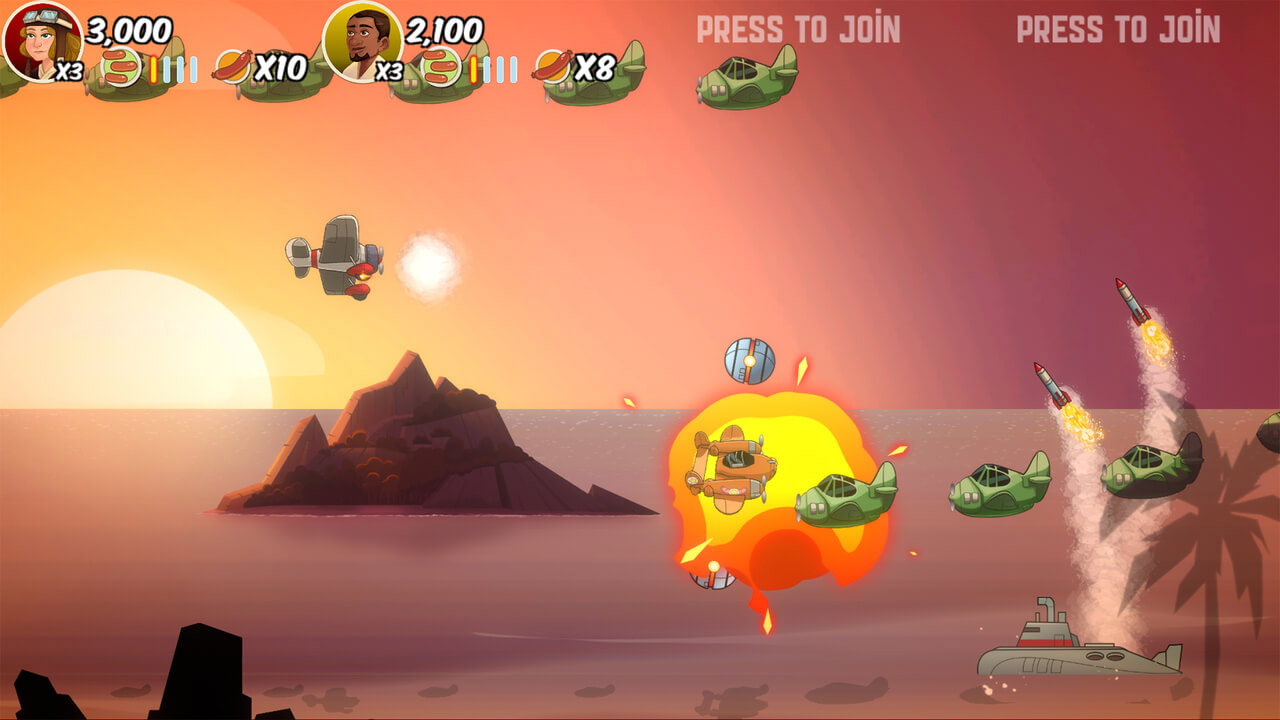 3,000
X3
X10
2,100
X3
X8
PRESS TO JOIN
PRESS TO JOIN